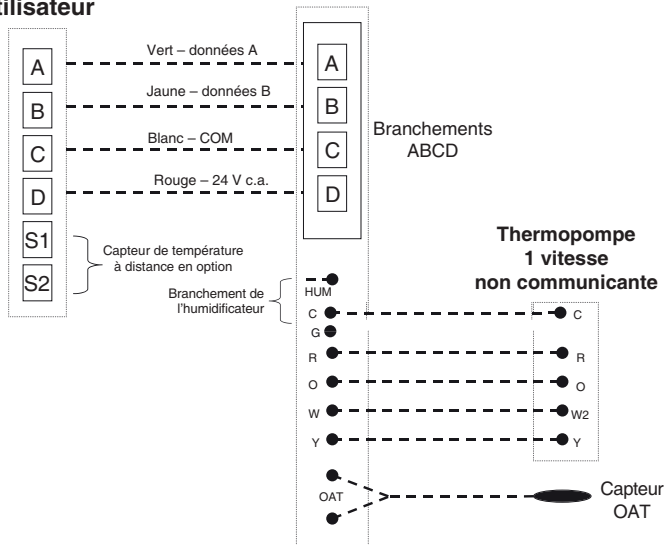 tilisateur
A
B
C
D
S1
S2
Vert – données A
Jaune – données B
Blanc – COM
Rouge – 24 V c.a.
Capteur de température
à distance en option
Branchement de
l'humidificateur
A
B
C
D
Branchements
ABCD
HUM
C
G
R
O
W
Y
OAT
Thermopompe
1 vitesse
non communicante
C
R
O
W2
Y
Capteur
OAT